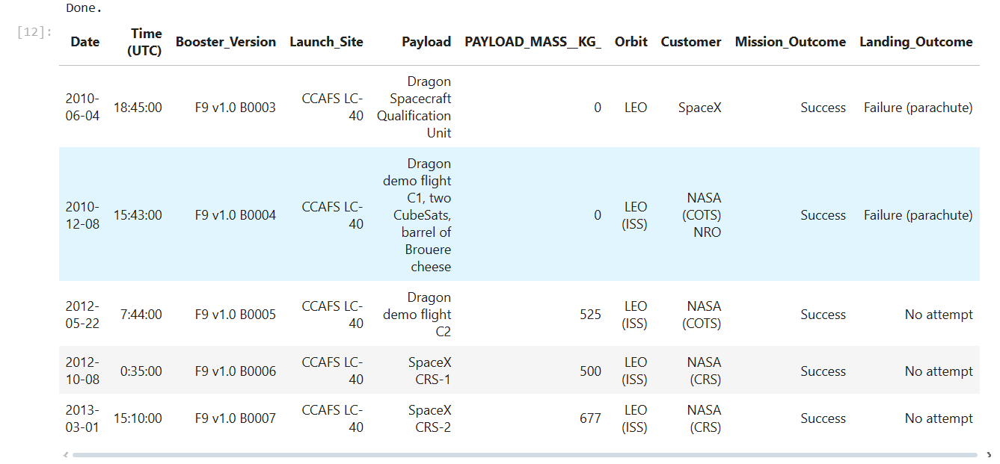 Done.
[12]:
Date Time (UTC) Booster_Version Launch_Site Payload PAYLOAD_MASS__KG_ Orbit Customer Mission_Outcome Landing_Outcome
2010-06-04 18:45:00 F9 v1.0 B0003 CCAFS LC-40 Dragon Spacecraft Qualification Unit 0 LEO SpaceX Success Failure (parachute)
2010-12-08 15:43:00 F9 v1.0 B0004 CCAFS LC-40 Dragon demo flight C1, two CubeSats, barrel of Brouere cheese 0 LEO (ISS) NASA (COTS) NRO Success Failure (parachute)
2012-05-22 7:44:00 F9 v1.0 B0005 CCAFS LC-40 Dragon demo flight C2 525 LEO (ISS) NASA (COTS) Success No attempt
2012-10-08 0:35:00 F9 v1.0 B0006 CCAFS LC-40 SpaceX CRS-1 500 LEO (ISS) NASA (CRS) Success No attempt
2013-03-01 15:10:00 F9 v1.0 B0007 CCAFS LC-40 SpaceX CRS-2 677 LEO (ISS) NASA (CRS) Success No attempt